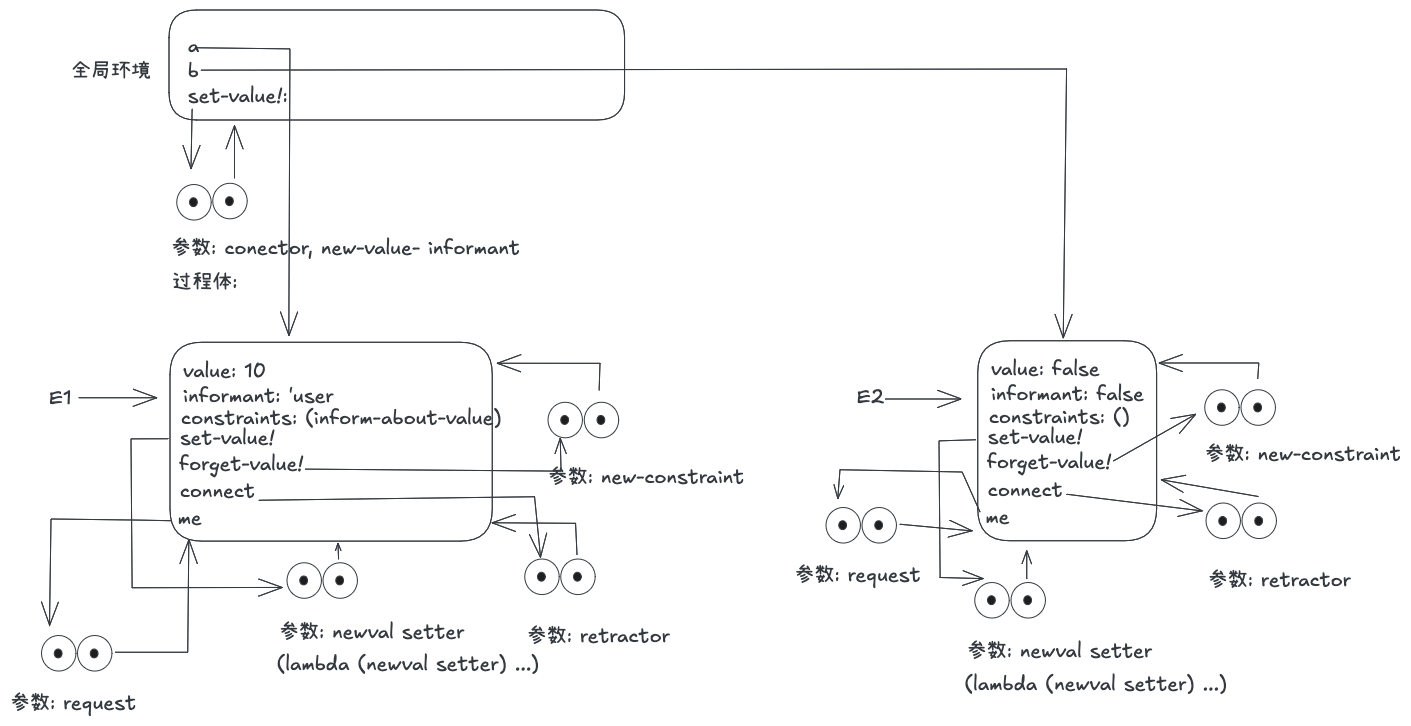 a
全局环境
b
set-value!:
参数: conector, new-value- informant
过程体:
E1
value: 10
informant: 'user
constraints: (inform-about-value)
set-value!
forget-value!
connect
me
参数: new-constraint
参数: newval setter
(lambda (newval setter) ...)
参数: retractor
参数: request
E2
value: false
informant: false
constraints: ()
set-value!
forget-value!
connect
me
参数: new-constraint
参数: request
参数: retractor
参数: newval setter
(lambda (newval setter) ...)